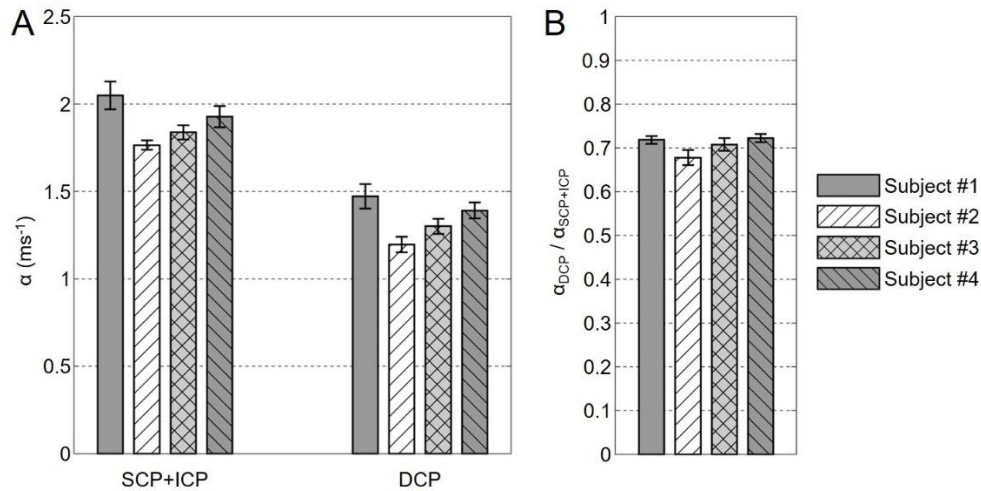 A
B
2.5
2
1.5
1
0.5
0
α (ms⁻¹)
SCP+ICP
DCP
1
0.9
0.8
0.7
0.6
0.5
0.4
0.3
0.2
0.1
0
α_DCP / α_SCP+ICP
Subject #1
Subject #2
Subject #3
Subject #4